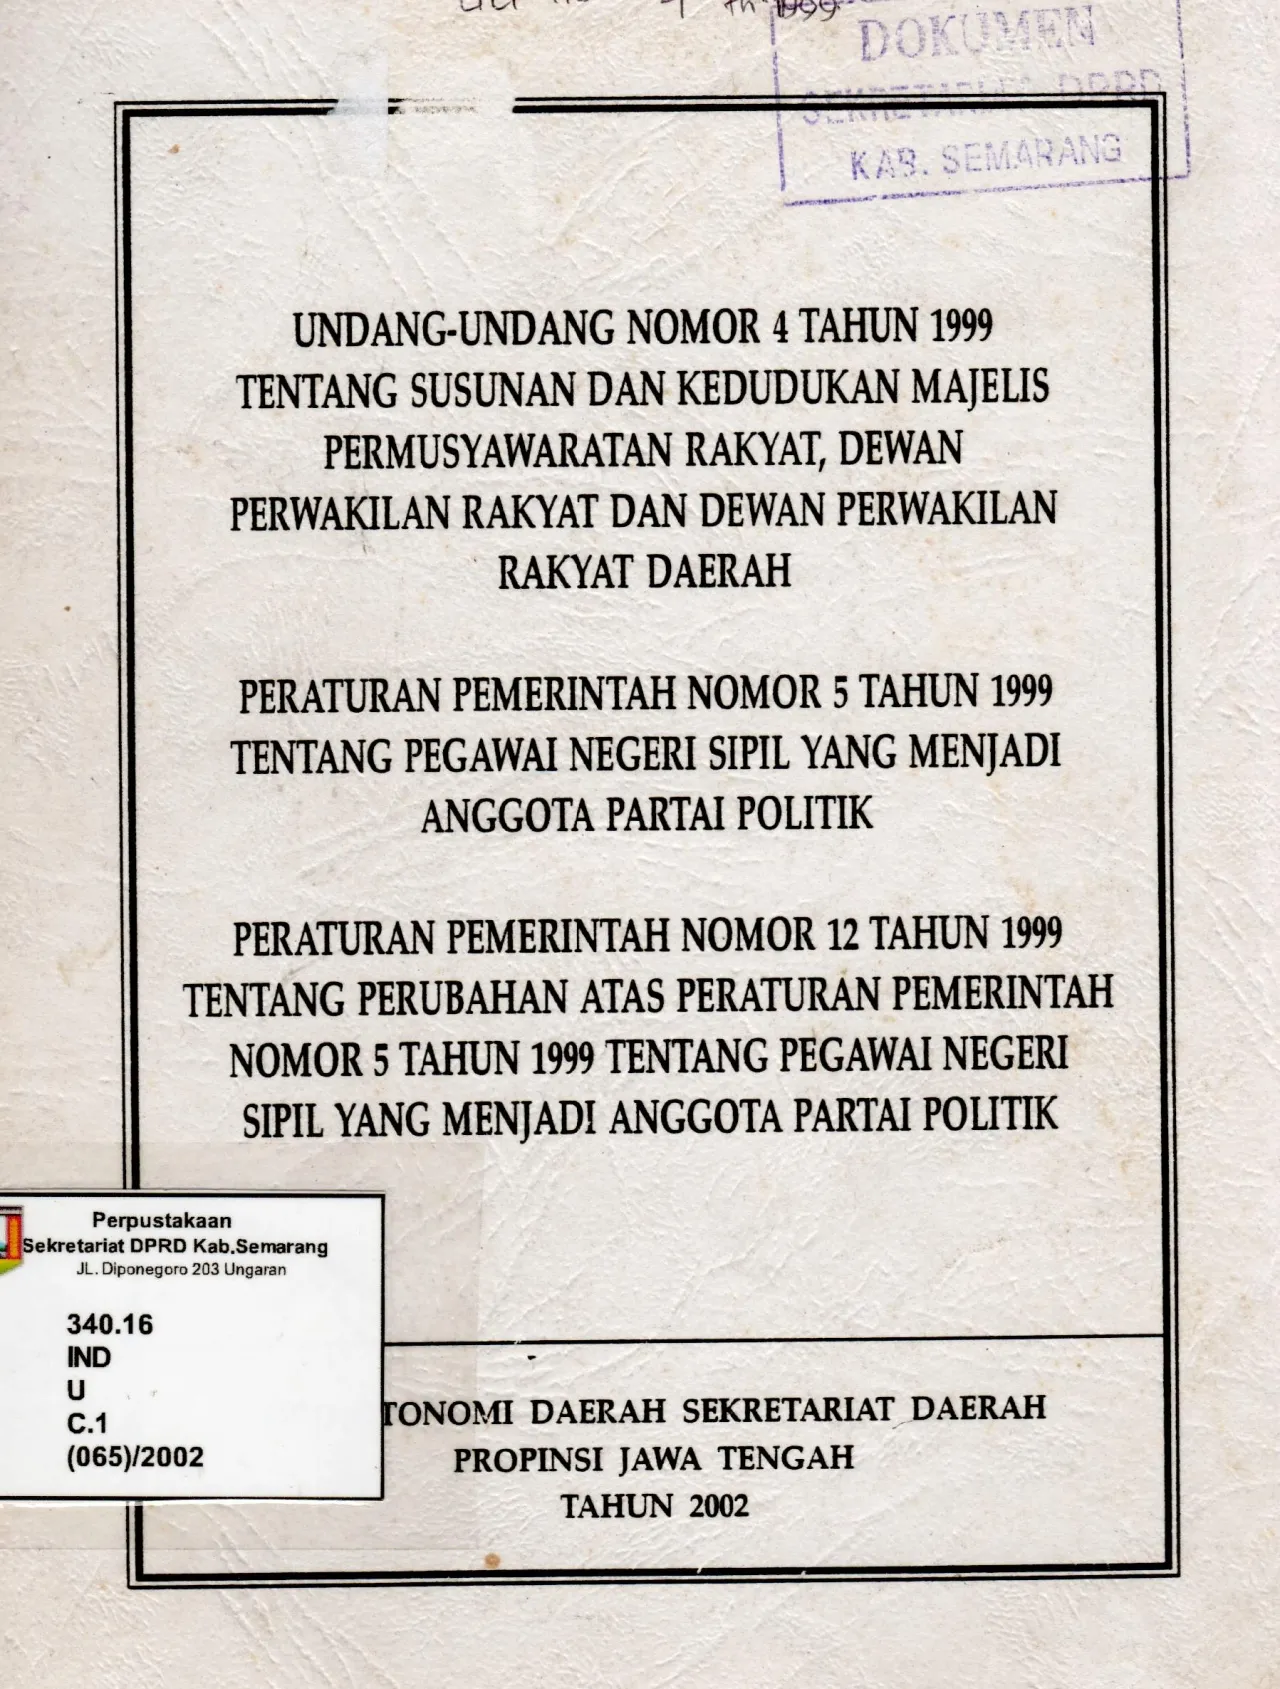 1999
DOKUMEN
SEKRETARIAT DPRD
KAB. SEMARANG
UNDANG-UNDANG NOMOR 4 TAHUN 1999
TENTANG SUSUNAN DAN KEDUDUKAN MAJELIS
PERMUSYAWARATAN RAKYAT, DEWAN
PERWAKILAN RAKYAT DAN DEWAN PERWAKILAN
RAKYAT DAERAH
PERATURAN PEMERINTAH NOMOR 5 TAHUN 1999
TENTANG PEGAWAI NEGERI SIPIL YANG MENJADI
ANGGOTA PARTAI POLITIK
PERATURAN PEMERINTAH NOMOR 12 TAHUN 1999
TENTANG PERUBAHAN ATAS PERATURAN PEMERINTAH
NOMOR 5 TAHUN 1999 TENTANG PEGAWAI NEGERI
SIPIL YANG MENJADI ANGGOTA PARTAI POLITIK
Perpustakaan
Sekretariat DPRD Kab.Semarang
JL. Diponegoro 203 Ungaran
340.16
IND
U
C.1
(065)/2002
TONOMI DAERAH SEKRETARIAT DAERAH
PROPINSI JAWA TENGAH
TAHUN 2002